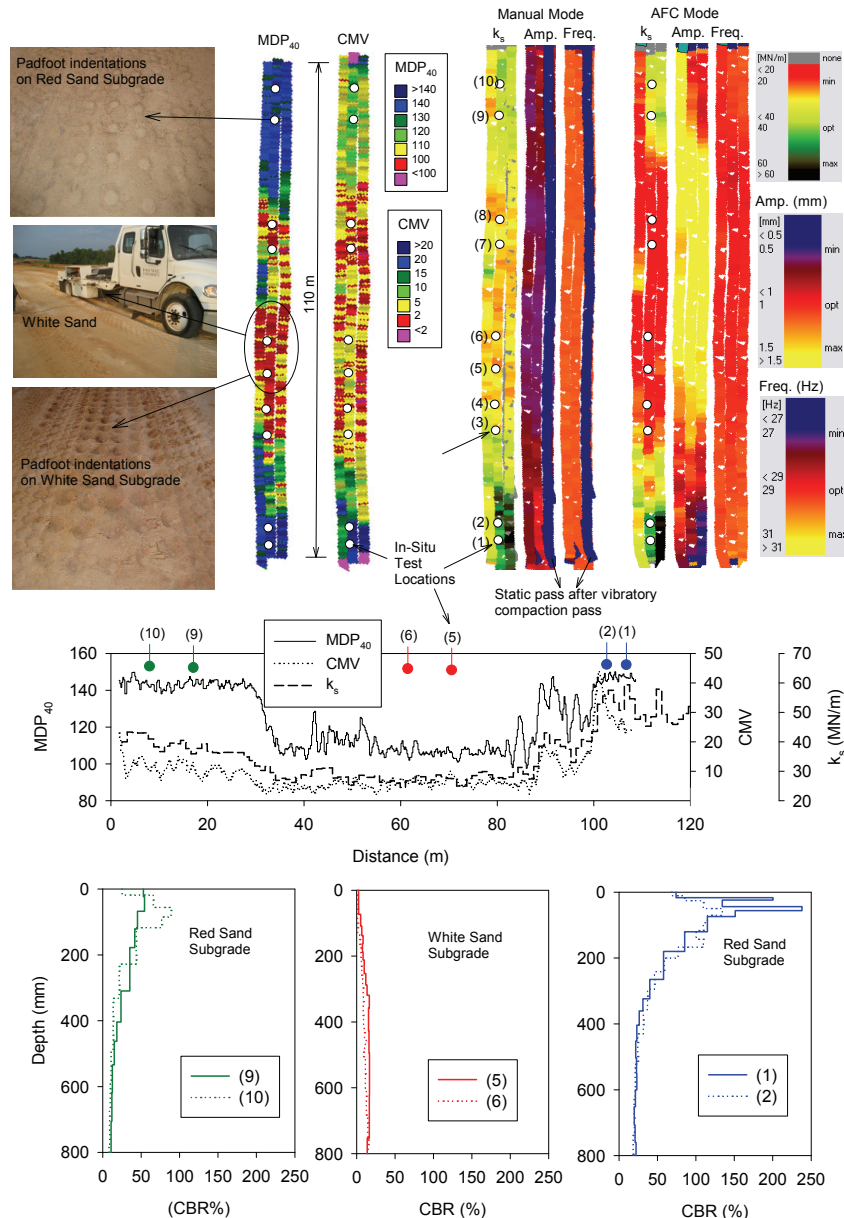 Manual Mode
AFC Mode
Padfoot indentations
on Red Sand Subgrade
MDP40
CMV
ks Amp. Freq.
ks Amp. Freq.
MDP40
>140
140
130
120
110
100
<100
CMV
>20
20
15
10
5
2
<2
110 m
White Sand
Padfoot indentations
on White Sand Subgrade
(10)
(9)
(8)
(7)
(6)
(5)
(4)
(3)
(2)
(1)
In-Situ
Test
Locations
Static pass after vibratory
compaction pass
[MN/m]
< 20
20
< 40
40
60
> 60
none
min
opt
max
Amp. (mm)
[mm]
< 0.5
0.5
< 1
1
1.5
> 1.5
min
opt
max
Freq. (Hz)
[Hz]
< 27
27
< 29
29
31
> 31
min
opt
max
(10) (9) (6) (5) (2) (1)
MDP40
CMV
ks
MDP40
160
140
120
100
80
CMV
50
40
30
20
10
ks (MN/m)
70
60
50
40
30
20
0 20 40 60 80 100 120
Distance (m)
Depth (mm)
0
200
400
600
800
Red Sand
Subgrade
(9)
(10)
0 50 100 150 200 250
(CBR%)
0
200
400
600
800
White Sand
Subgrade
(5)
(6)
0 50 100 150 200 250
CBR (%)
0
200
400
600
800
Red Sand
Subgrade
(1)
(2)
0 50 100 150 200 250
CBR (%)